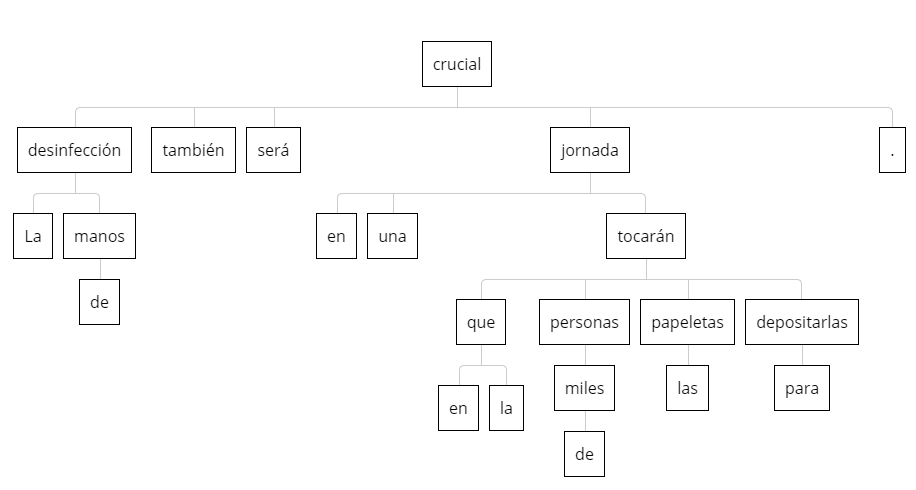 crucial
desinfección también será jornada .
La manos en una tocarán
de
que personas papeletas depositarlas
en la miles las para
de